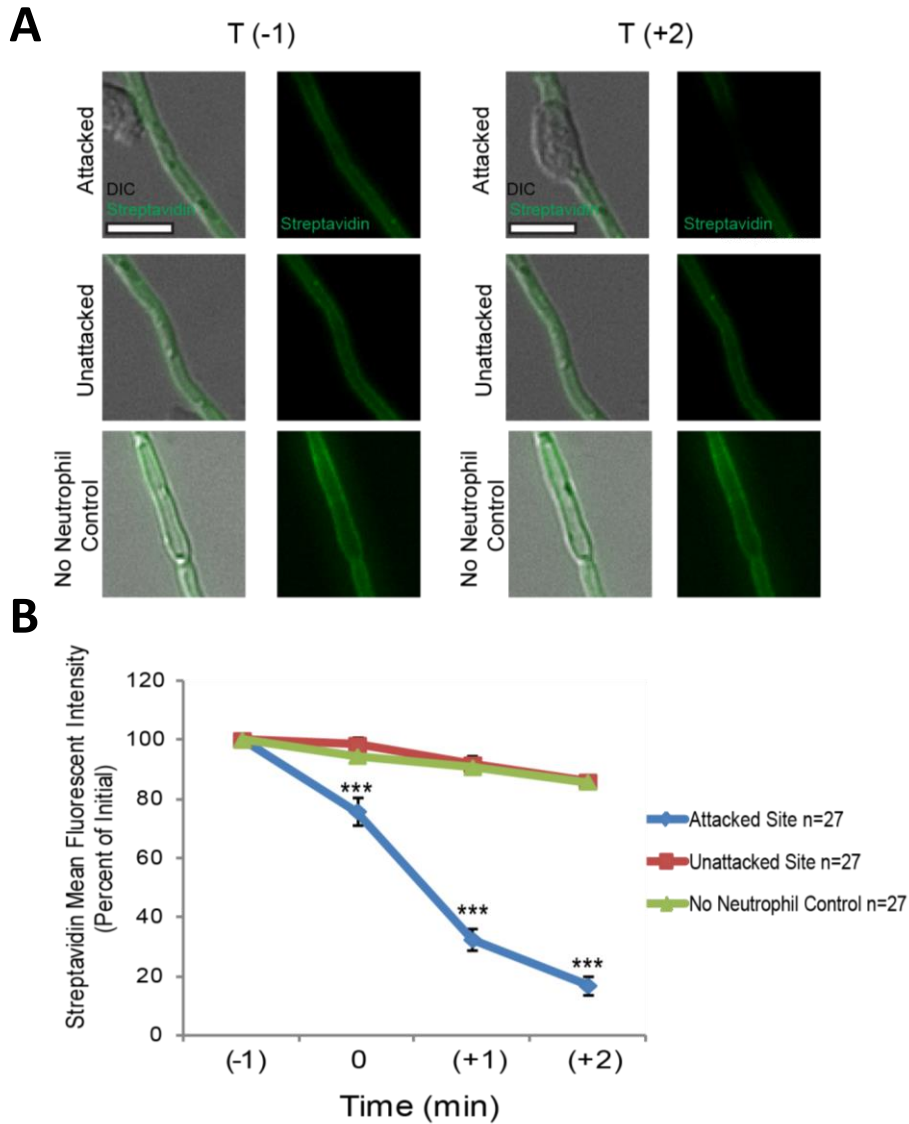 A
T (-1)
T (+2)
Attacked
DIC
Streptavidin
Streptavidin
Attacked
DIC
Streptavidin
Streptavidin
Unattacked
Unattacked
No Neutrophil
Control
No Neutrophil
Control
B
Streptavidin Mean Fluorescent Intensity
(Percent of Initial)
120
100
80
60
40
20
0
***
***
***
(-1)
0
(+1)
(+2)
Time (min)
Attacked Site n=27
Unattacked Site n=27
No Neutrophil Control n=27